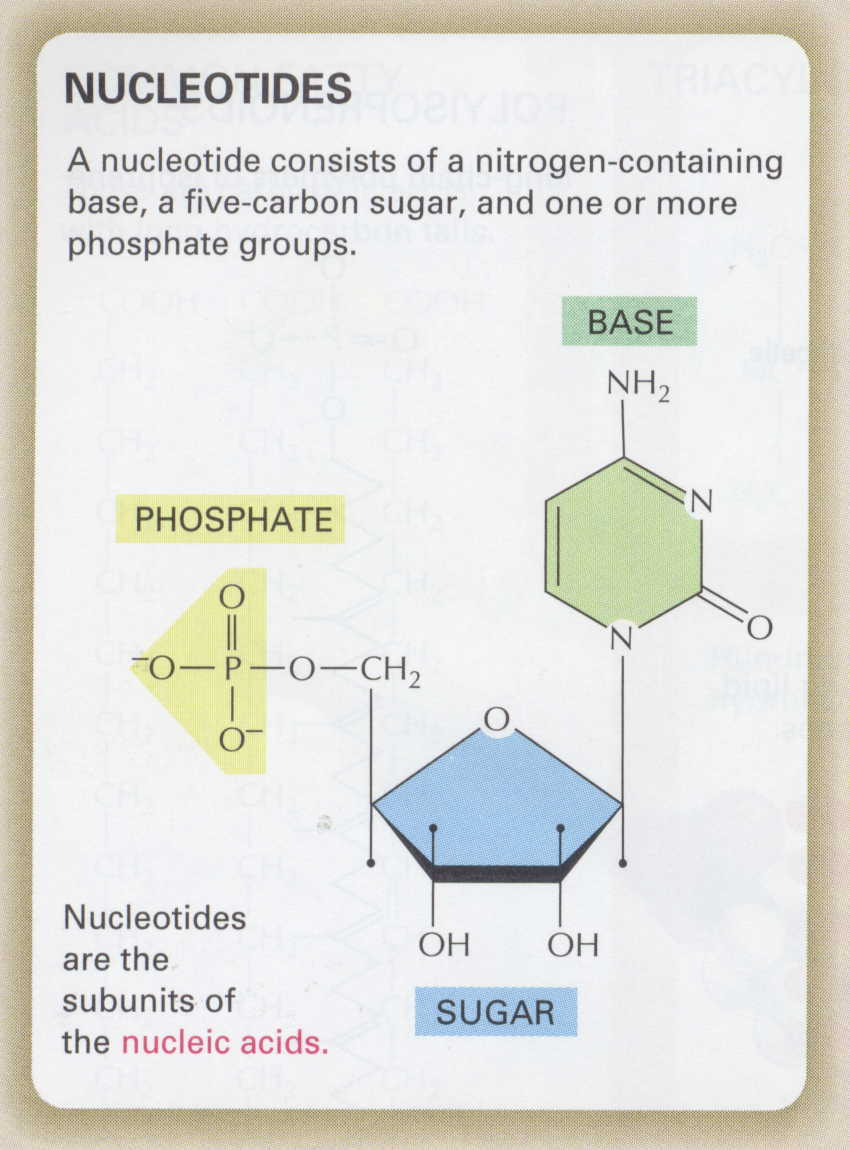 NUCLEOTIDES
A nucleotide consists of a nitrogen-containing
base, a five-carbon sugar, and one or more
phosphate groups.
BASE
NH₂
N
O
N
PHOSPHATE
O
⁻O—P—O—CH₂
O⁻
O
OH OH
SUGAR
Nucleotides
are the
subunits of
the nucleic acids.